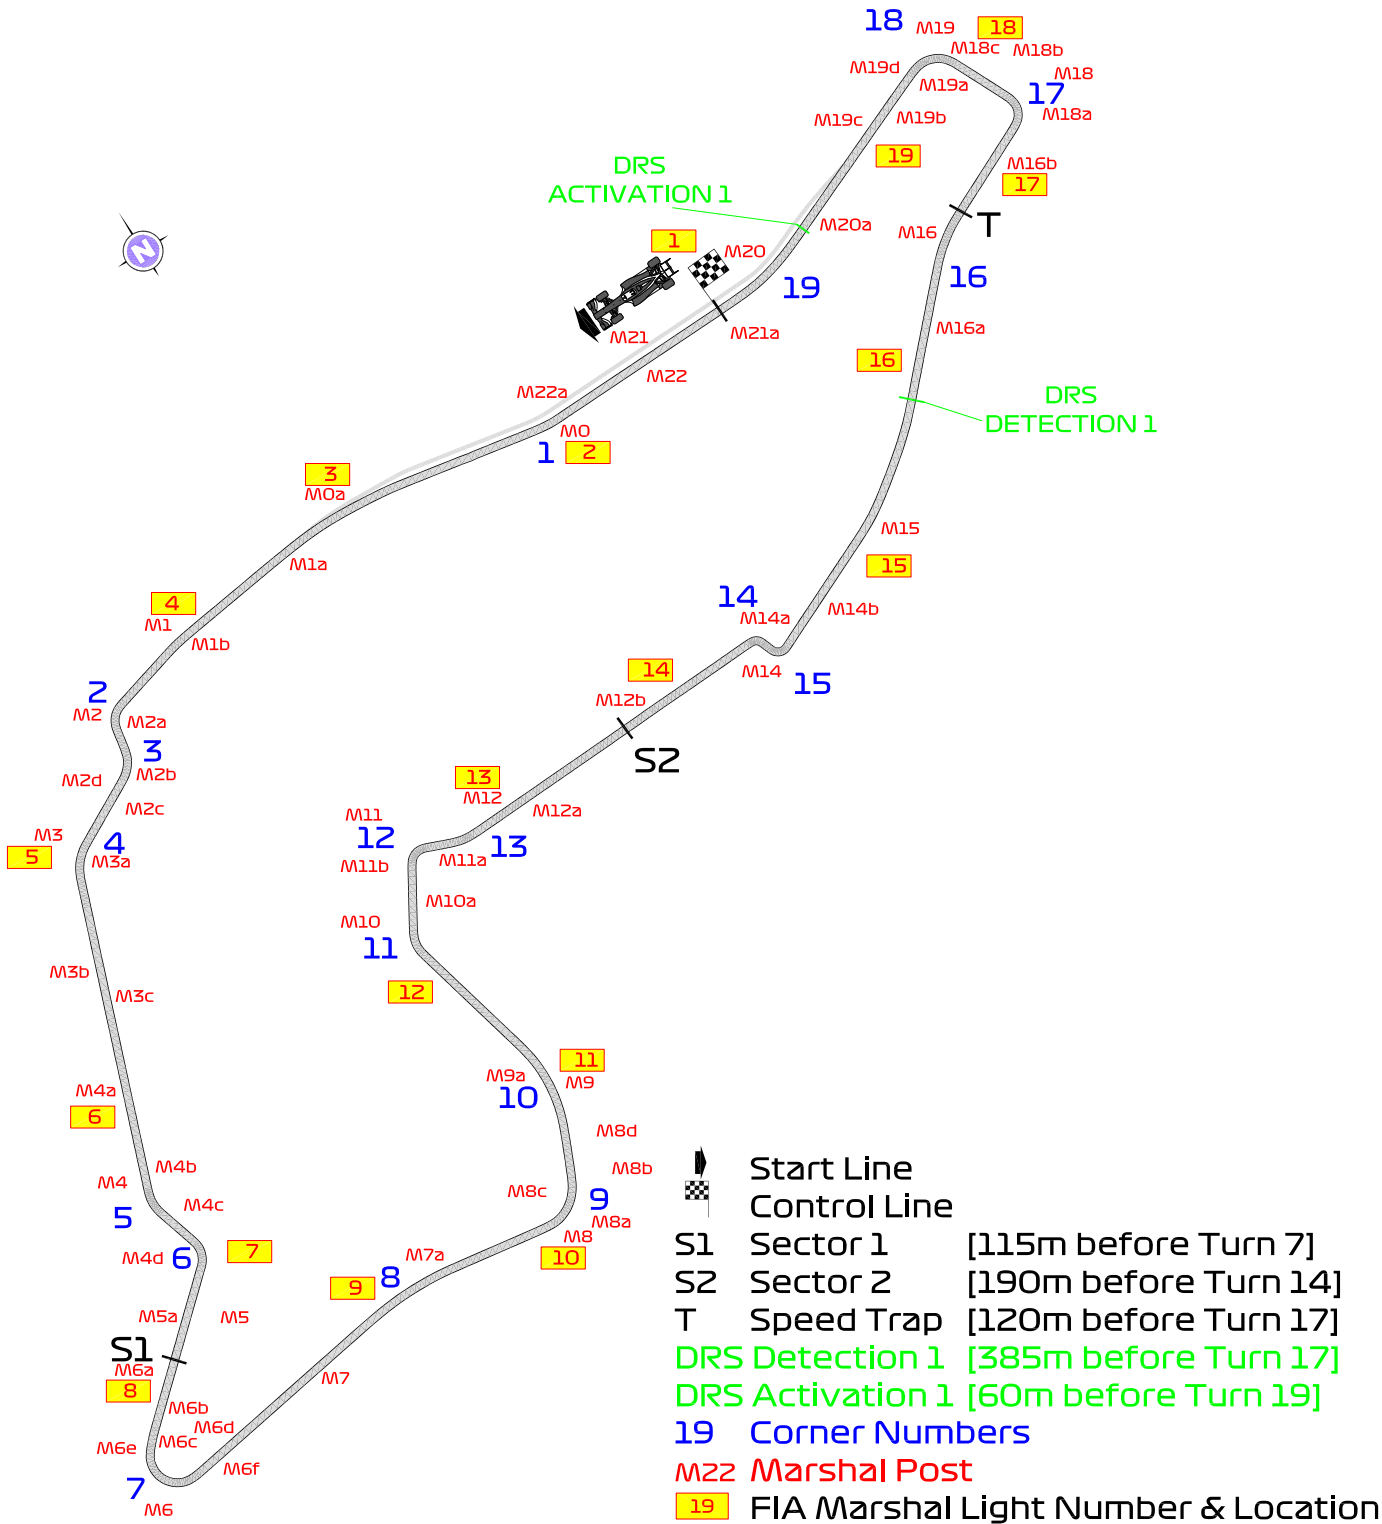 18
M19
18
M18c
M18b
M19d
M18
M19a
17
M18a
M19c
M19b
19
M16b
17
DRS
ACTIVATION 1
M20a
M16
T
1
M20
N
19
16
M21
M21a
M16a
16
M22
M22a
DRS
DETECTION 1
M0
1
2
3
M0a
M15
M1a
15
4
M1
M1b
14
M14a
M14b
14
M14
15
2
M2
M2a
M12b
3
S2
M2d
M2b
13
M12
M2c
M11
M12a
M3
4
12
13
5
M3a
M11b
M11a
M10a
M10
11
M3b
M3c
12
11
M9a
M9
M4a
10
6
M8d
M4b
M8b
M4
M8c
9
M4c
5
M8a
M8
M4d
6
7
M7a
10
8
9
M5a
M5
S1
M6a
8
M7
M6b
M6d
M6e
M6c
M6f
7
M6
Start Line
Control Line
S1 Sector 1 [115m before Turn 7]
S2 Sector 2 [190m before Turn 14]
T Speed Trap [120m before Turn 17]
DRS Detection 1 [385m before Turn 17]
DRS Activation 1 [60m before Turn 19]
19 Corner Numbers
M22 Marshal Post
19 FIA Marshal Light Number & Location